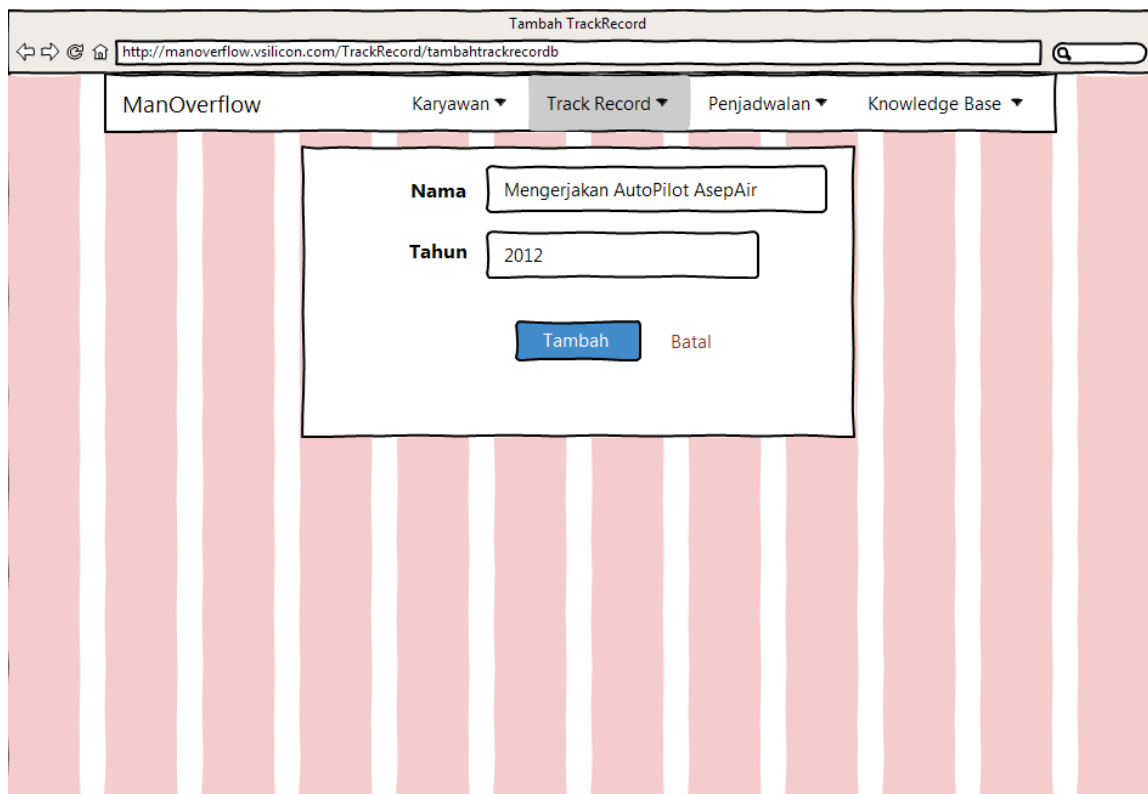 Tambah TrackRecord
http://manoverflow.vsilicon.com/TrackRecord/tambahtrackrecordb
ManOverflow Karyawan Track Record Penjadwalan Knowledge Base
Nama Mengerjakan AutoPilot AsepAir
Tahun 2012
Tambah Batal